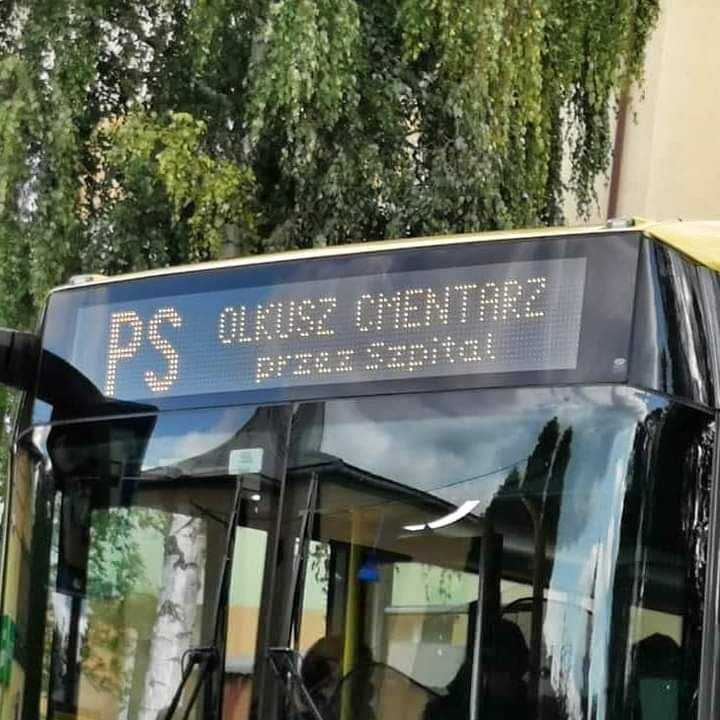 PS
OLKUSZ CMENTARZ
przez Szpital